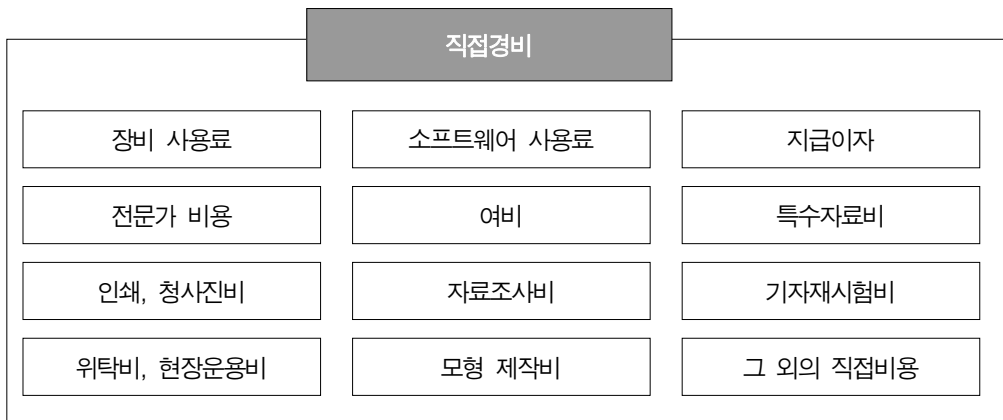 직접경비
장비 사용료
소프트웨어 사용료
지급이자
전문가 비용
여비
특수자료비
인쇄, 청사진비
자료조사비
기자재시험비
위탁비, 현장운용비
모형 제작비
그 외의 직접비용